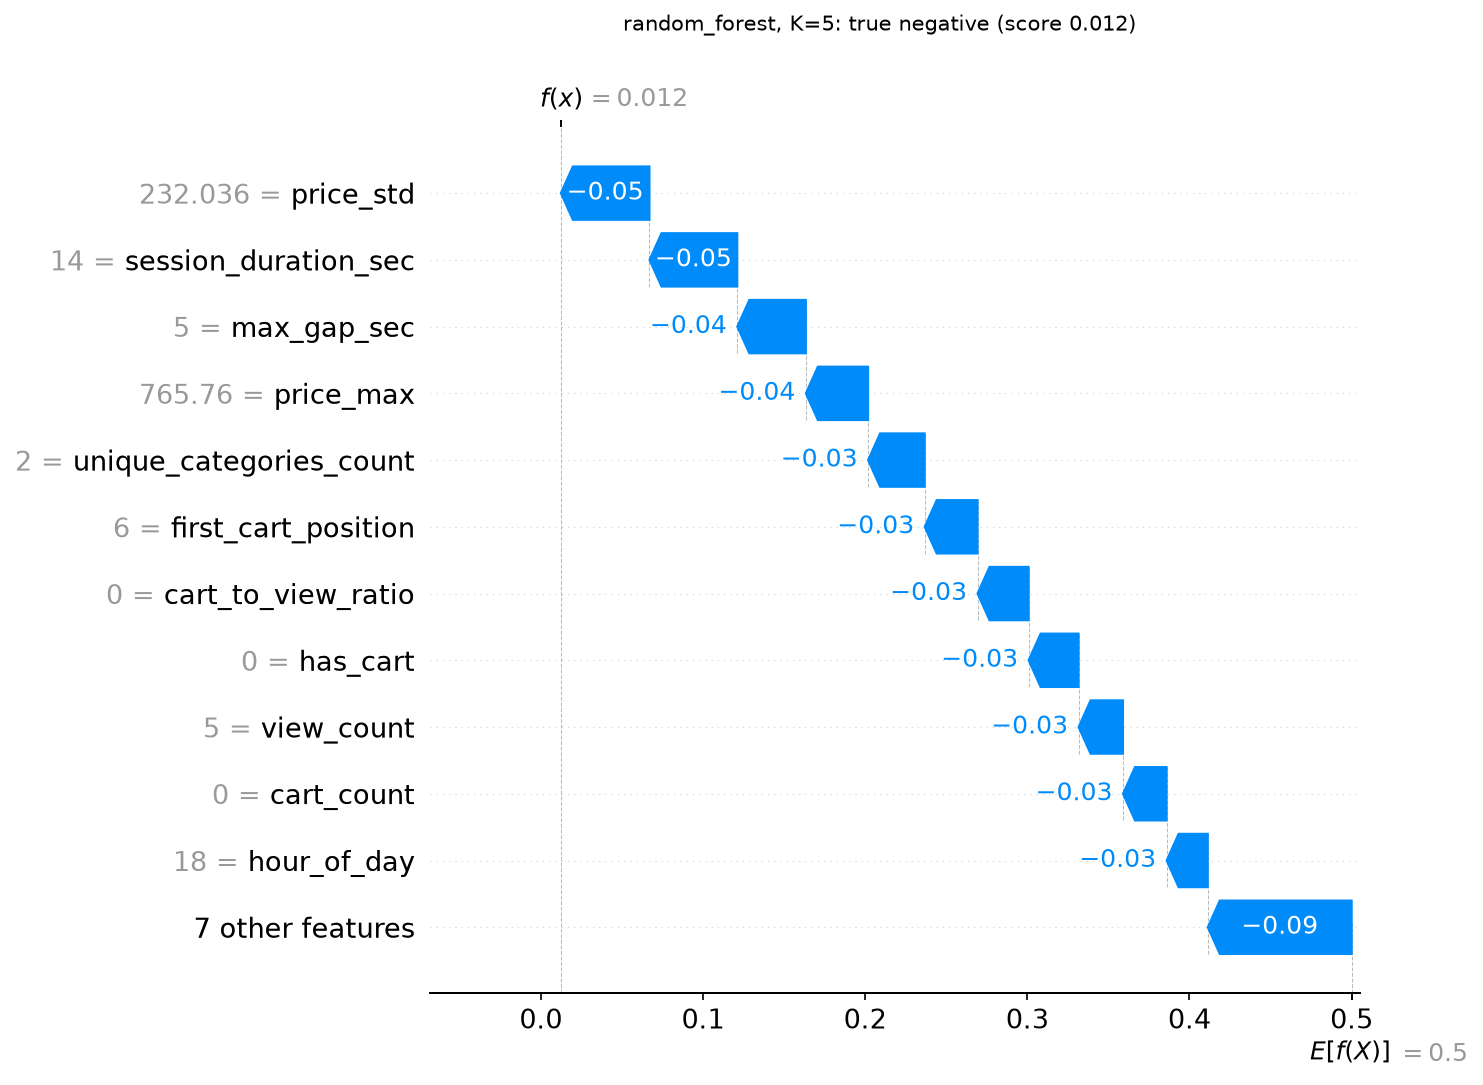 random_forest, K=5: true negative (score 0.012)
f(x) = 0.012
232.036 = price_std −0.05
14 = session_duration_sec −0.05
5 = max_gap_sec −0.04
765.76 = price_max −0.04
2 = unique_categories_count −0.03
6 = first_cart_position −0.03
0 = cart_to_view_ratio −0.03
0 = has_cart −0.03
5 = view_count −0.03
0 = cart_count −0.03
18 = hour_of_day −0.03
7 other features −0.09
0.0 0.1 0.2 0.3 0.4 0.5
E[f(X)] = 0.5